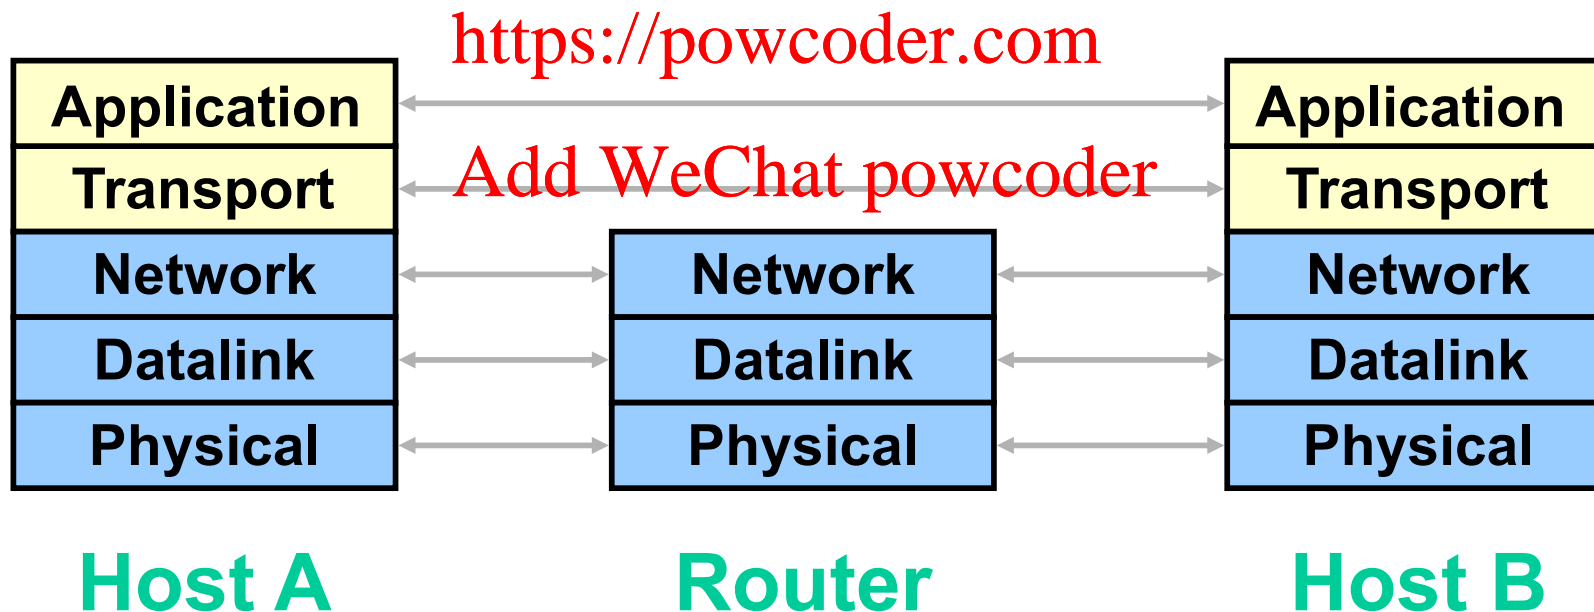 https://powcoder.com
Application Application
Add WeChat powcoder
Transport Transport
Network Network Network
Datalink Datalink Datalink
Physical Physical Physical
Host A Router Host B